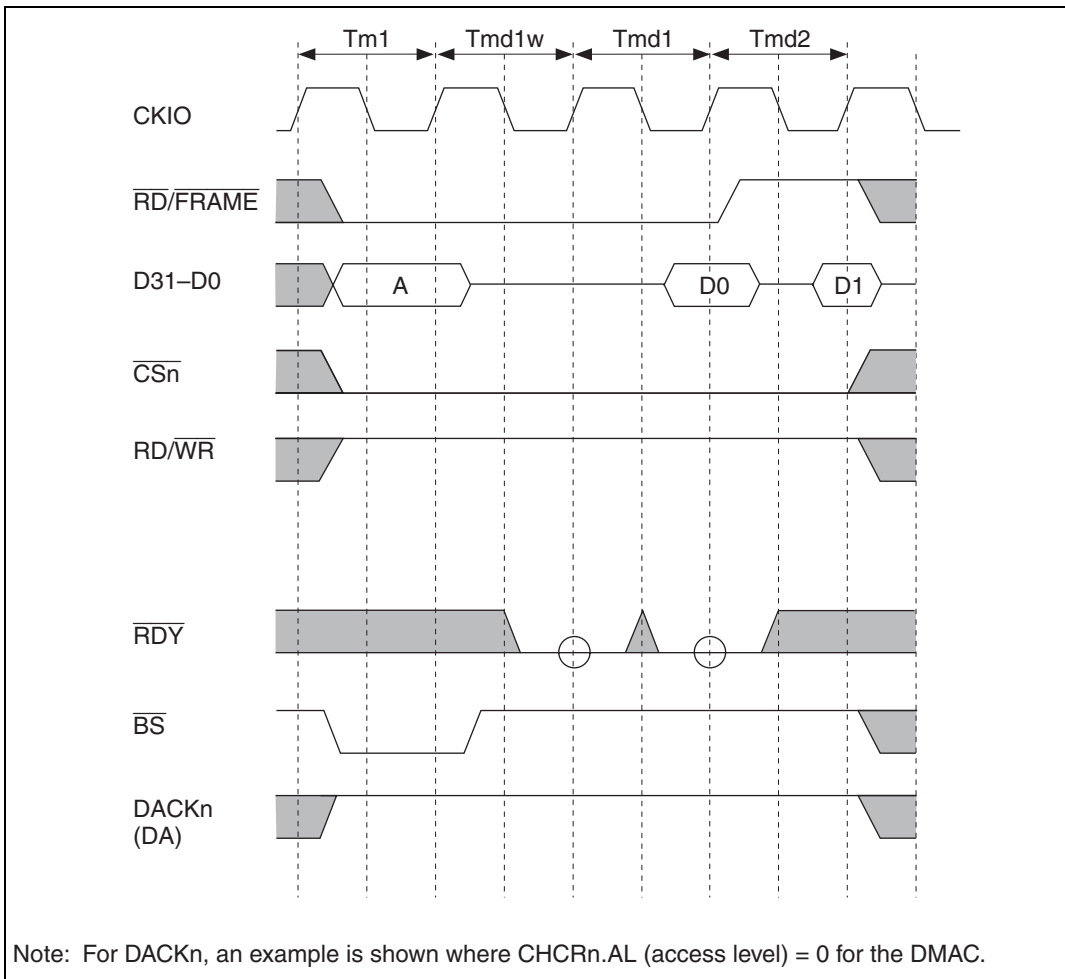 Tm1 Tmd1w Tmd1 Tmd2
CKIO
RD/FRAME
D31–D0 A D0 D1
CSn
RD/WR
RDY
BS
DACKn
(DA)
Note: For DACKn, an example is shown where CHCRn.AL (access level) = 0 for the DMAC.